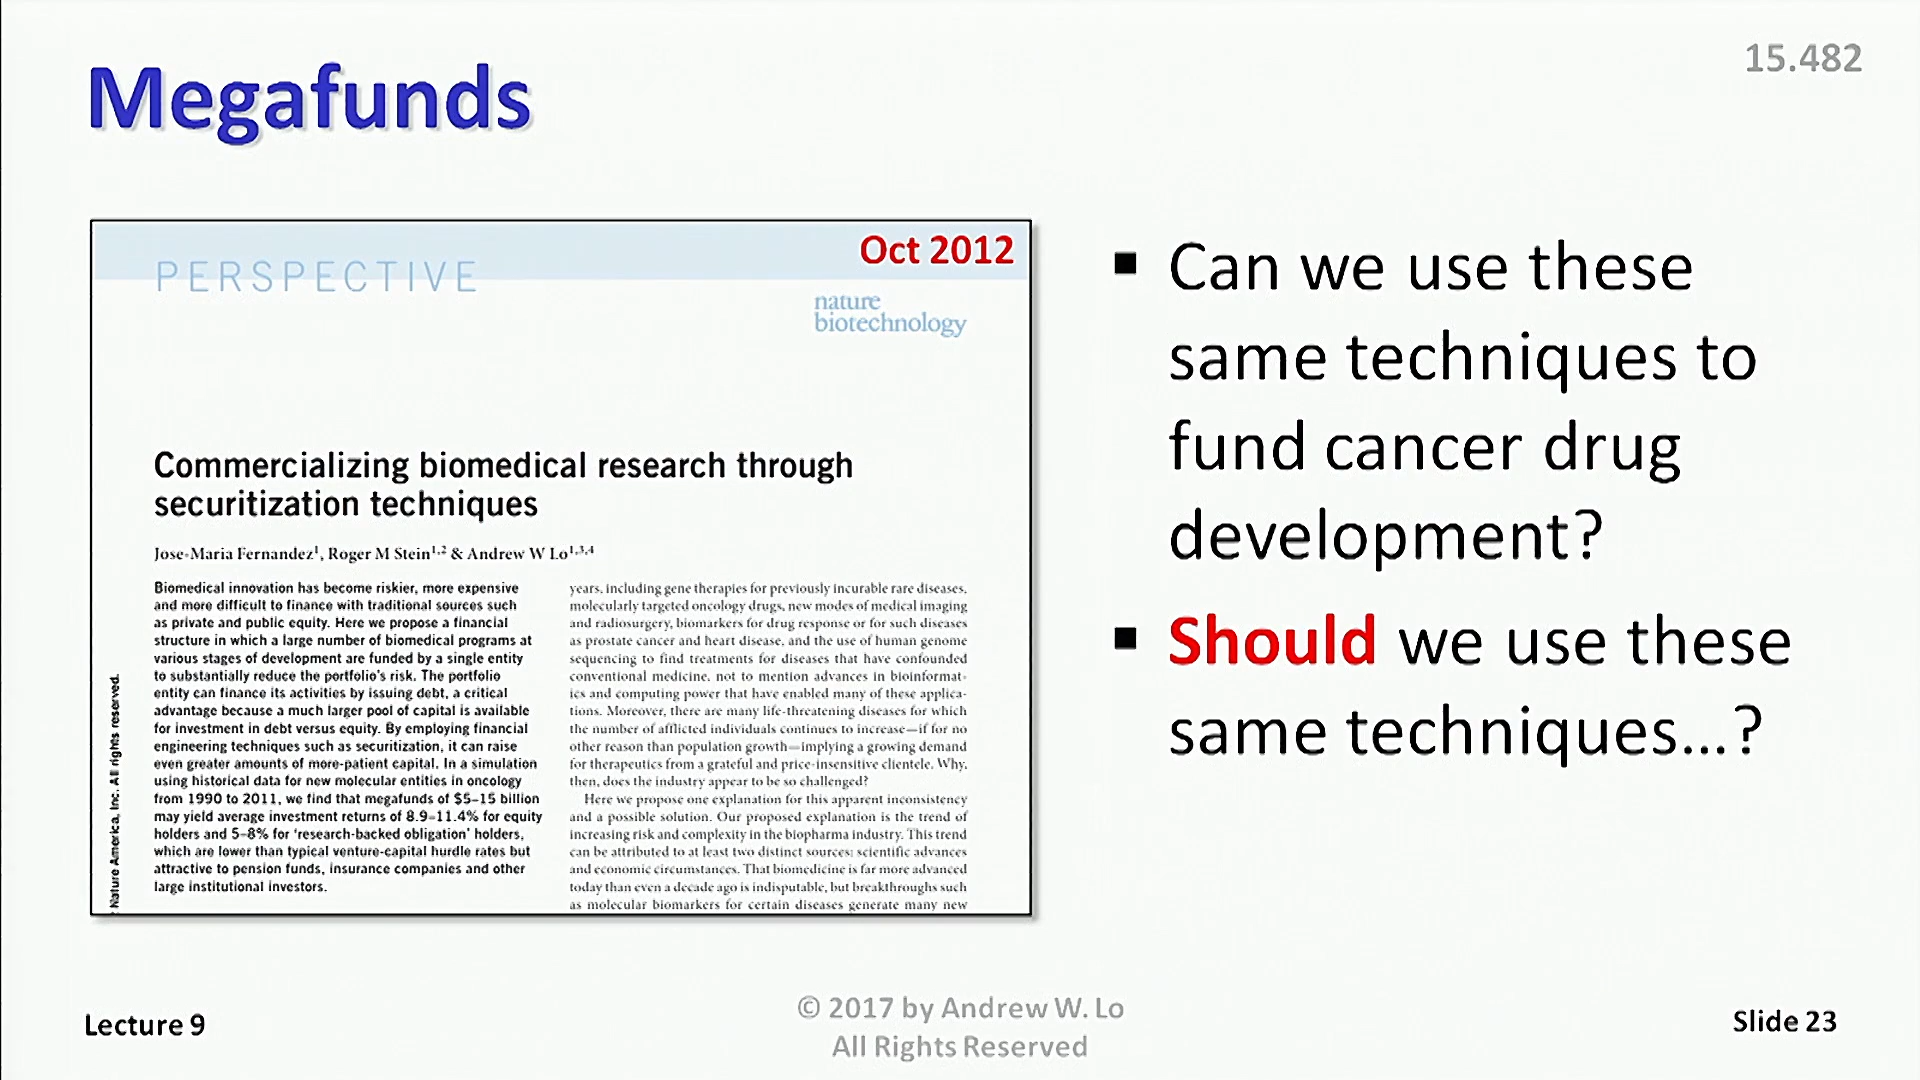 15.482
Megafunds
Oct 2012
PERSPECTIVE
nature
biotechnology
Commercializing biomedical research through
securitization techniques
Jose-Maria Fernandez1, Roger M Stein1,2 & Andrew W Lo1,3,4
Biomedical innovation has become riskier, more expensive
and more difficult to finance with traditional sources such
as private and public equity. Here we propose a financial
structure in which a large number of biomedical programs at
various stages of development are funded by a single entity
to substantially reduce the portfolio's risk. The portfolio
entity can finance its activities by issuing debt, a critical
advantage because a much larger pool of capital is available
for investment in debt versus equity. By employing financial
engineering techniques such as securitization, it can raise
even greater amounts of more-patient capital. In a simulation
using historical data for new molecular entities in oncology
from 1990 to 2011, we find that megafunds of $5–15 billion
may yield average investment returns of 8.9–11.4% for equity
holders and 5–8% for 'research-backed obligation' holders,
which are lower than typical venture-capital hurdle rates but
attractive to pension funds, insurance companies and other
large institutional investors.
years, including gene therapies for previously incurable rare diseases,
molecularly targeted oncology drugs, new modes of medical imaging
and radiosurgery, biomarkers for drug response or for such diseases
as prostate cancer and heart disease, and the use of human genome
sequencing to find treatments for diseases that have confounded
conventional medicine, not to mention advances in bioinformat-
ics and computing power that have enabled many of these applica-
tions. Moreover, there are many life-threatening diseases for which
the number of afflicted individuals continues to increase—if for no
other reason than population growth—implying a growing demand
for therapeutics from a grateful and price-insensitive clientele. Why,
then, does the industry appear to be so challenged?
Here we propose one explanation for this apparent inconsistency
and a possible solution. Our proposed explanation is the trend of
increasing risk and complexity in the biopharma industry. This trend
can be attributed to at least two distinct sources: scientific advances
and economic circumstances. That biomedicine is far more advanced
today than even a decade ago is indisputable, but breakthroughs such
as molecular biomarkers for certain diseases generate many new
Nature America, Inc. All rights reserved.
▪ Can we use these
same techniques to
fund cancer drug
development?
▪ Should we use these
same techniques...?
Lecture 9
© 2017 by Andrew W. Lo
All Rights Reserved
Slide 23